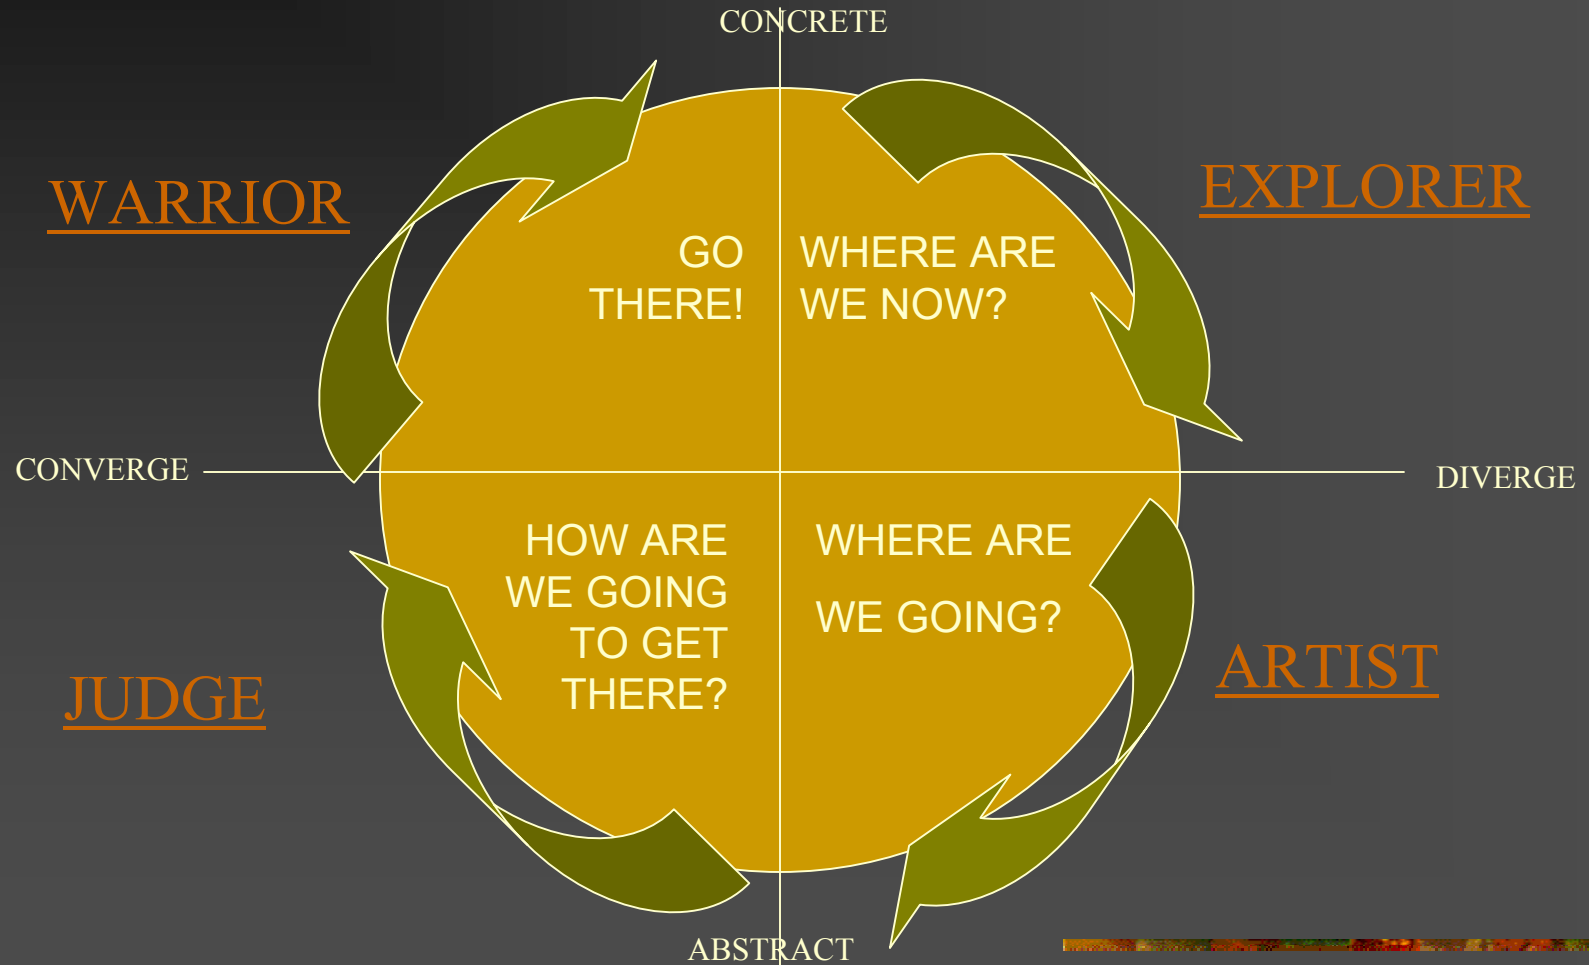 CONCRETE
WARRIOR
EXPLORER
GO
THERE!
WHERE ARE
WE NOW?
CONVERGE
DIVERGE
HOW ARE
WE GOING
TO GET
THERE?
WHERE ARE
WE GOING?
JUDGE
ARTIST
ABSTRACT